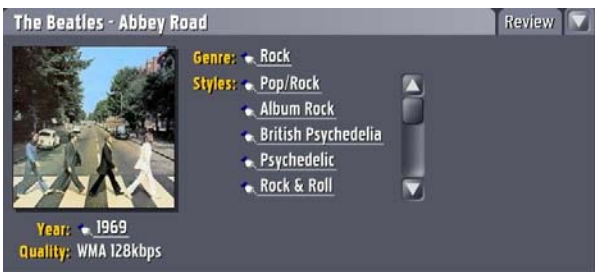 The Beatles - Abbey Road
Review
Genre: Rock
Styles: Pop/Rock
Album Rock
British Psychedelia
Psychedelic
Rock & Roll
Year: 1969
Quality: WMA 128kbps